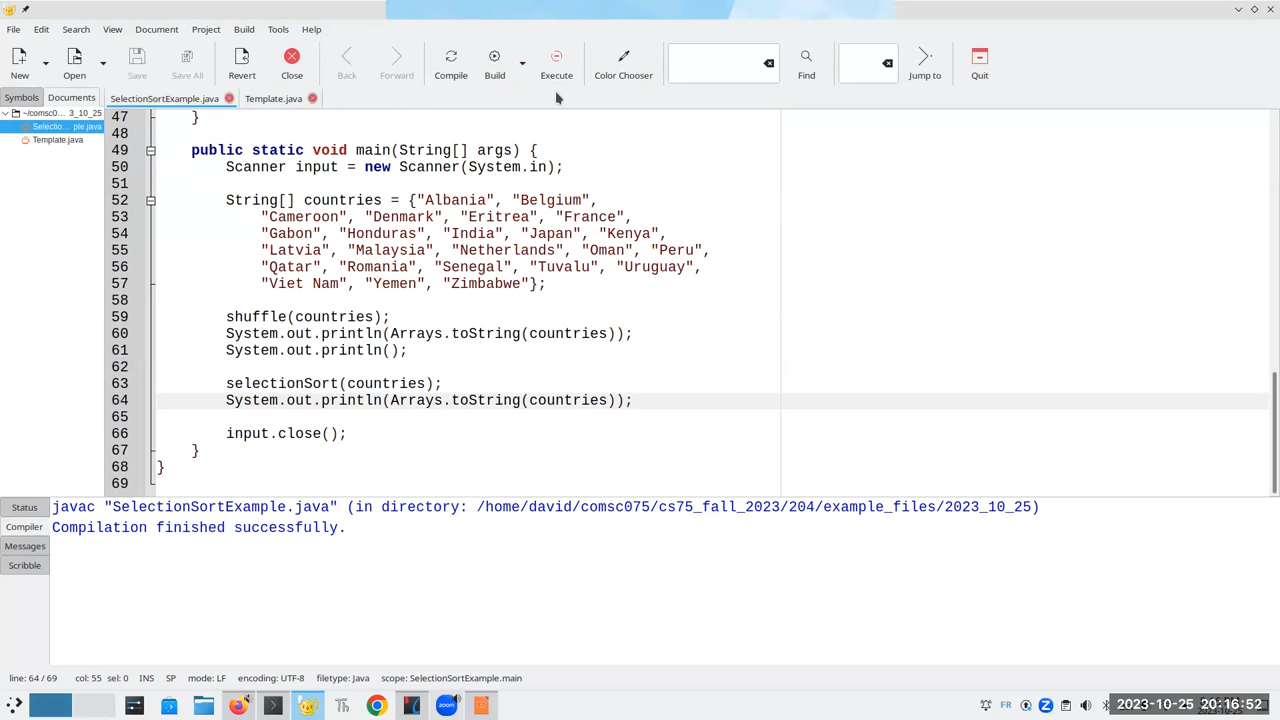 File Edit Search View Document Project Build Tools Help
New Open Save Save All Revert Close Back Forward Compile Build Execute Color Chooser Find Jump to Quit
Symbols Documents SelectionSortExample.java Template.java
~/comsc0… 3_10_25
Selectio… ple.java
Template.java
47 }
48
49 public static void main(String[] args) {
50 Scanner input = new Scanner(System.in);
51
52 String[] countries = {"Albania", "Belgium",
53 "Cameroon", "Denmark", "Eritrea", "France",
54 "Gabon", "Honduras", "India", "Japan", "Kenya",
55 "Latvia", "Malaysia", "Netherlands", "Oman", "Peru",
56 "Qatar", "Romania", "Senegal", "Tuvalu", "Uruguay",
57 "Viet Nam", "Yemen", "Zimbabwe"};
58
59 shuffle(countries);
60 System.out.println(Arrays.toString(countries));
61 System.out.println();
62
63 selectionSort(countries);
64 System.out.println(Arrays.toString(countries));
65
66 input.close();
67 }
68 }
69
Status
Compiler
Messages
Scribble
javac "SelectionSortExample.java" (in directory: /home/david/comsc075/cs75_fall_2023/204/example_files/2023_10_25)
Compilation finished successfully.
line: 64 / 69 col: 55 sel: 0 INS SP mode: LF encoding: UTF-8 filetype: Java scope: SelectionSortExample.main
Th zoom FR Z 2023-10-25 20:16:52